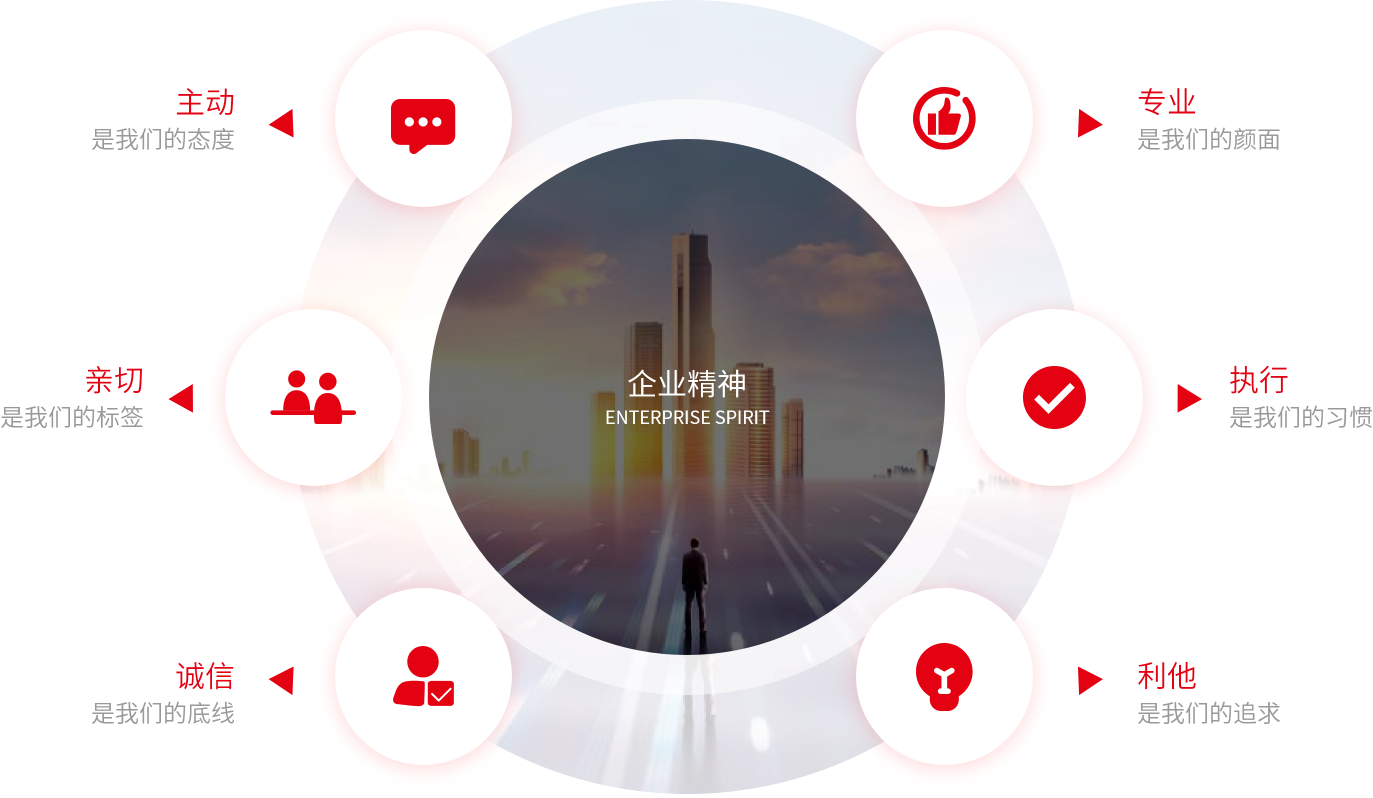 主动
是我们的态度
专业
是我们的颜面
亲切
是我们的标签
企业精神
ENTERPRISE SPIRIT
执行
是我们的习惯
诚信
是我们的底线
利他
是我们的追求